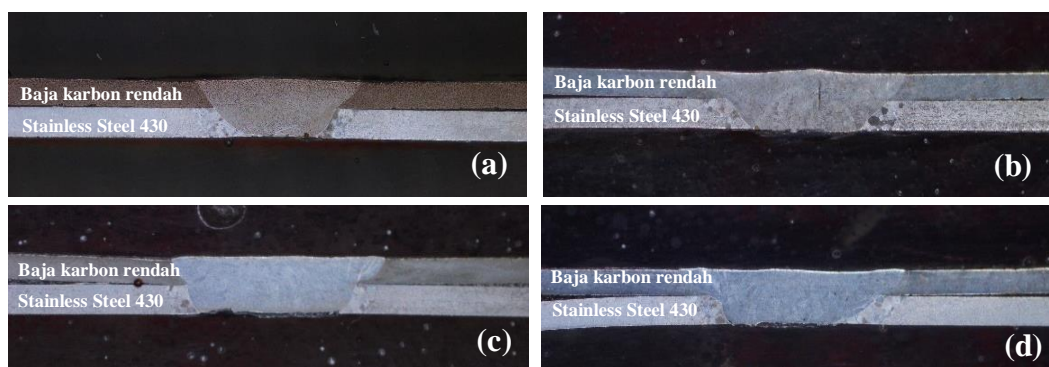 Baja karbon rendah
Stainless Steel 430
(a)
Baja karbon rendah
Stainless Steel 430
(b)
Baja karbon rendah
Stainless Steel 430
(c)
Baja karbon rendah
Stainless Steel 430
(d)